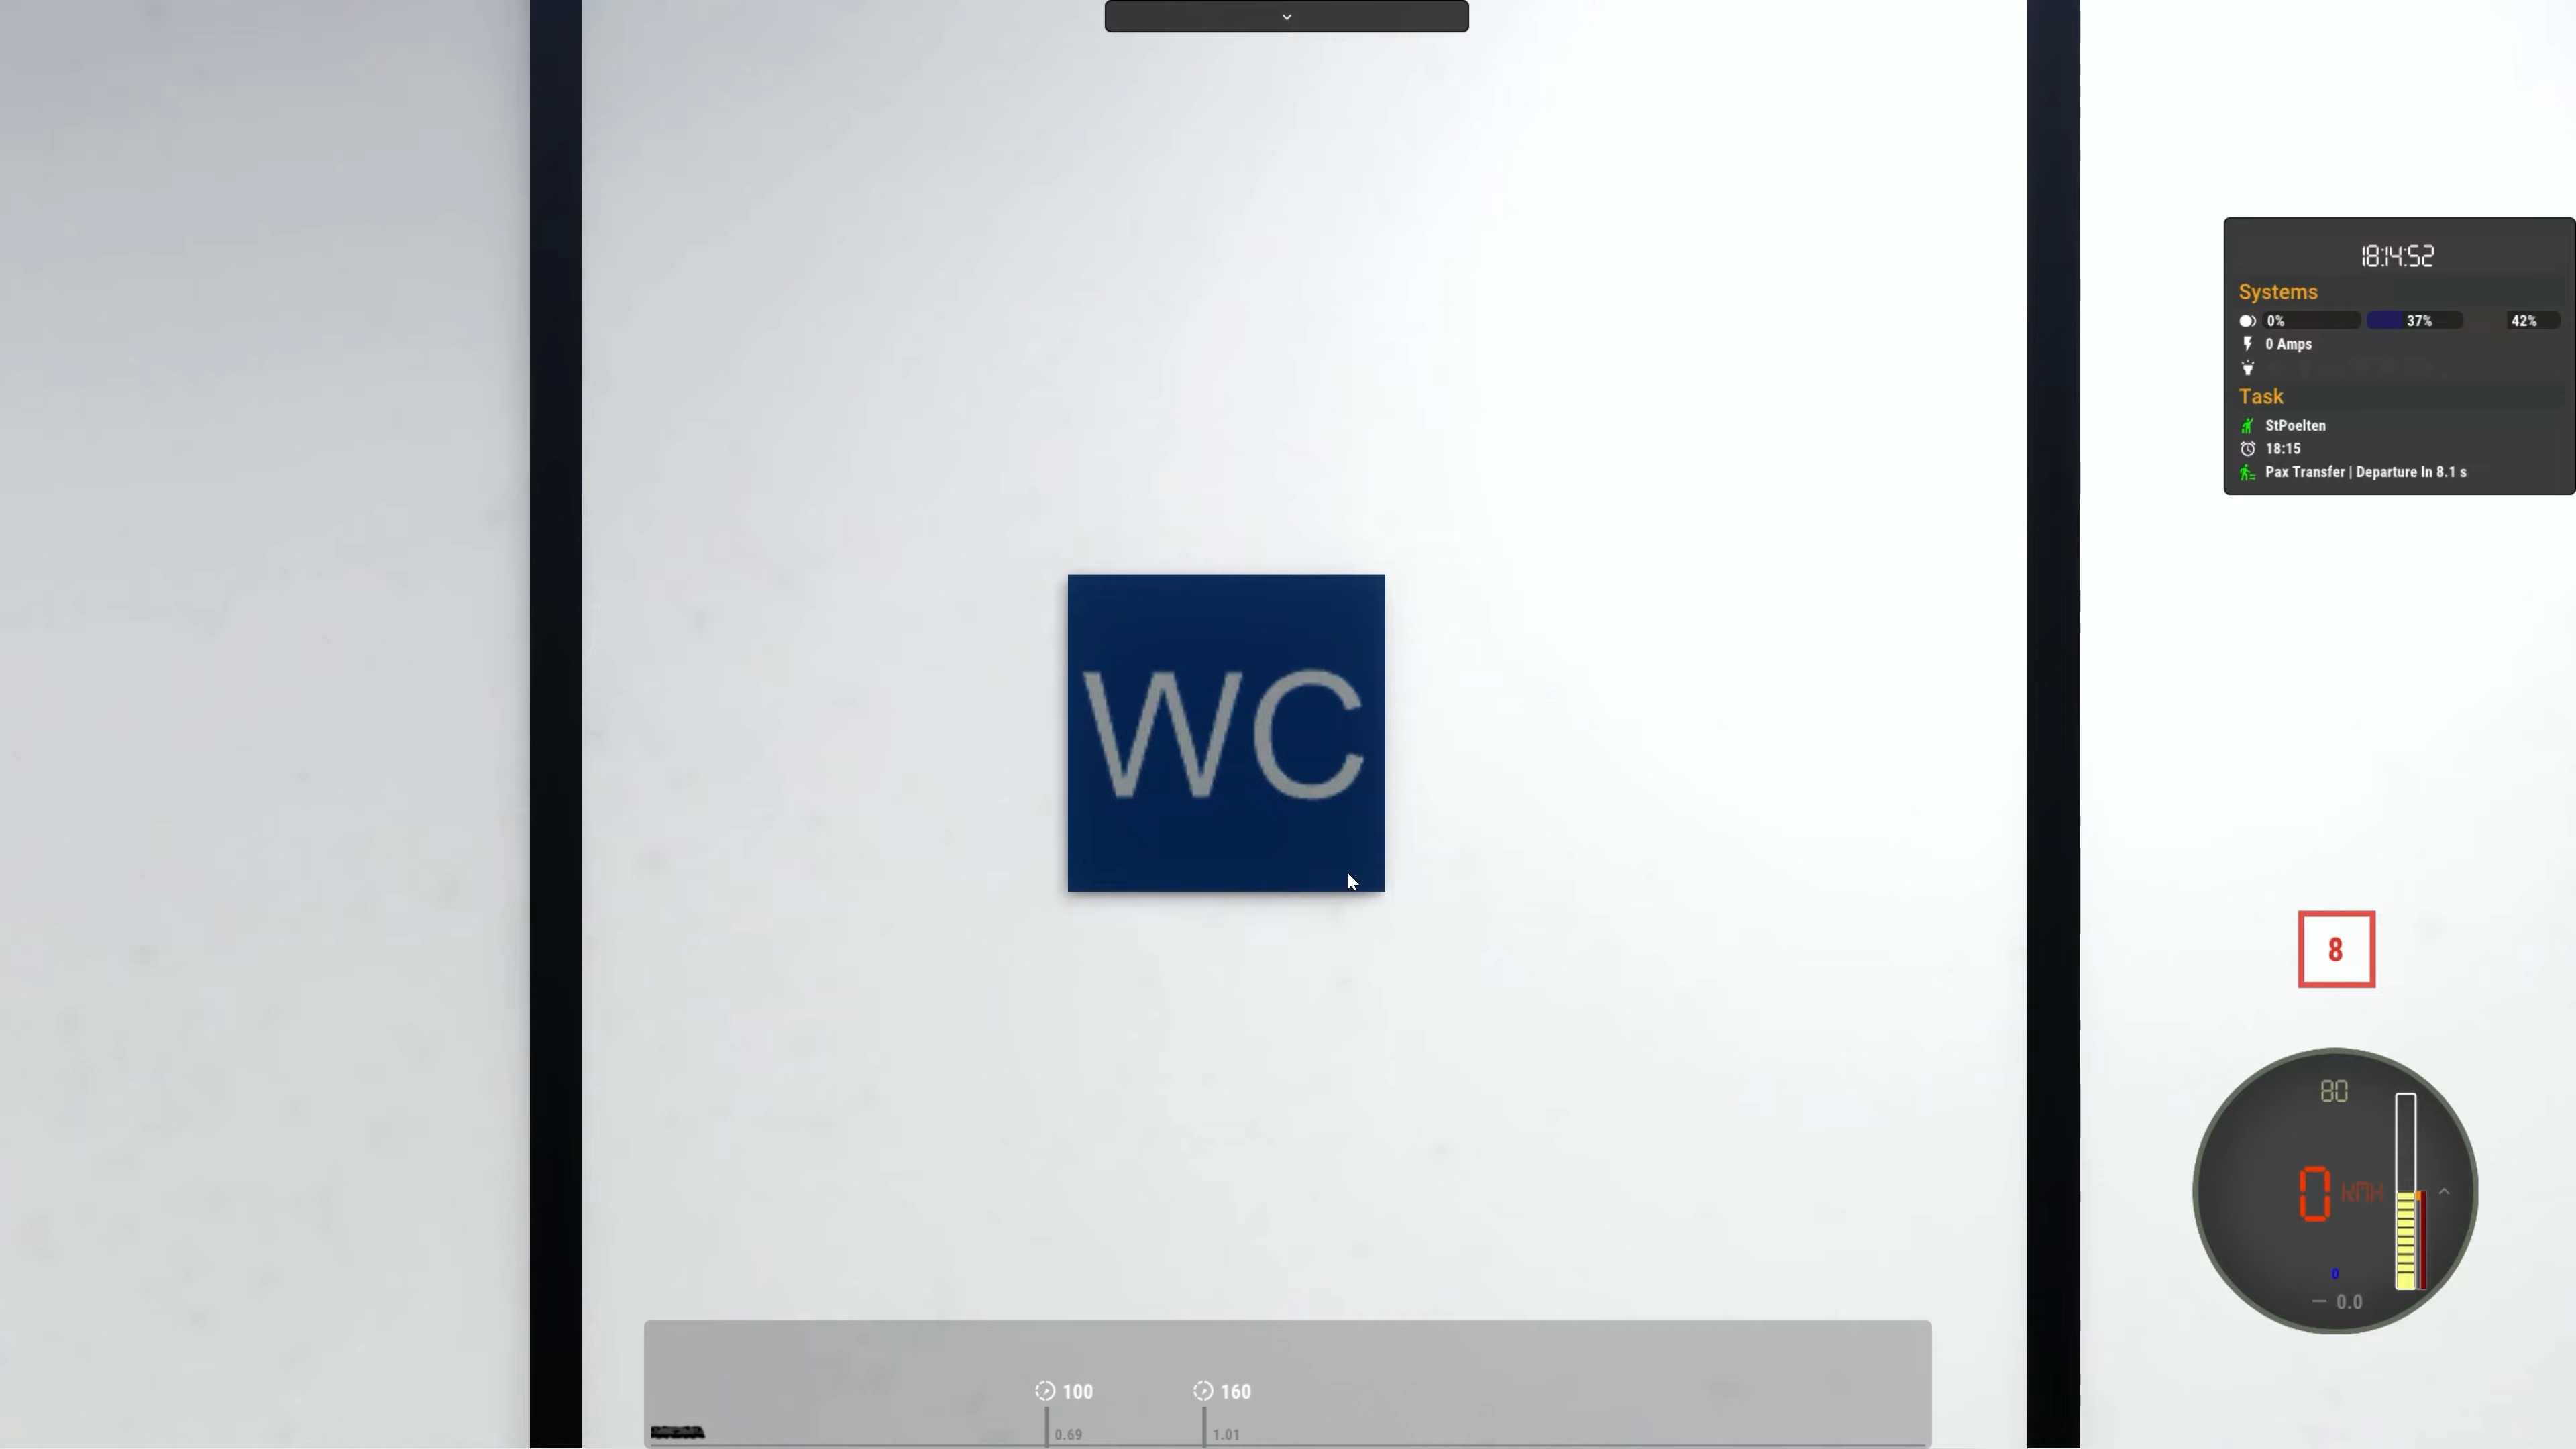 18:14:52
Systems
0% 37% 42%
0 Amps
Task
StPoelten
18:15
Pax Transfer | Departure In 8.1 s
WC
8
80
0 KMH
0
0.0
100 160
0.69 1.01